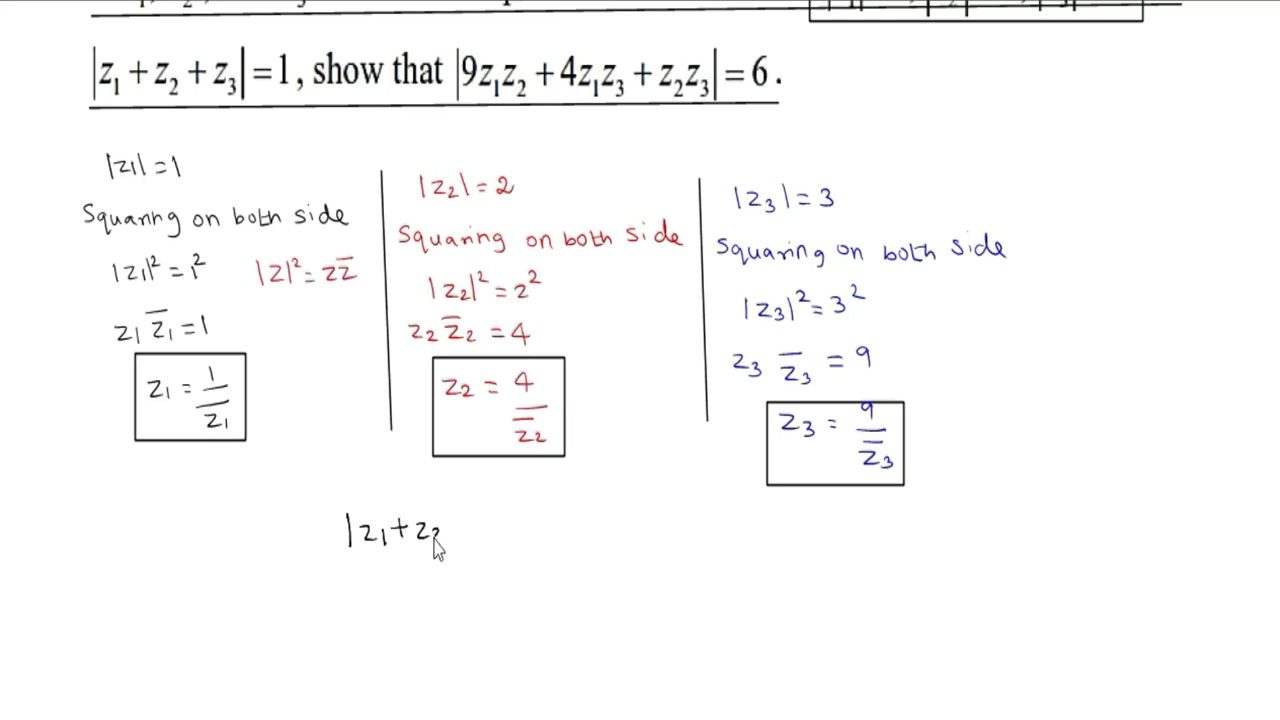 |z₁ + z₂ + z₃| = 1, show that |9z₁z₂ + 4z₁z₃ + z₂z₃| = 6.
|z₁| = 1
Squaring on both side
|z₁|² = 1² |z|² = z z̄
z₁ z̄₁ = 1
z₁ = 1/z̄₁
|z₂| = 2
Squaring on both side
|z₂|² = 2²
z₂ z̄₂ = 4
z₂ = 4/z̄₂
|z₃| = 3
Squaring on both side
|z₃|² = 3²
z₃ z̄₃ = 9
z₃ = 9/z̄₃
|z₁ + z₂